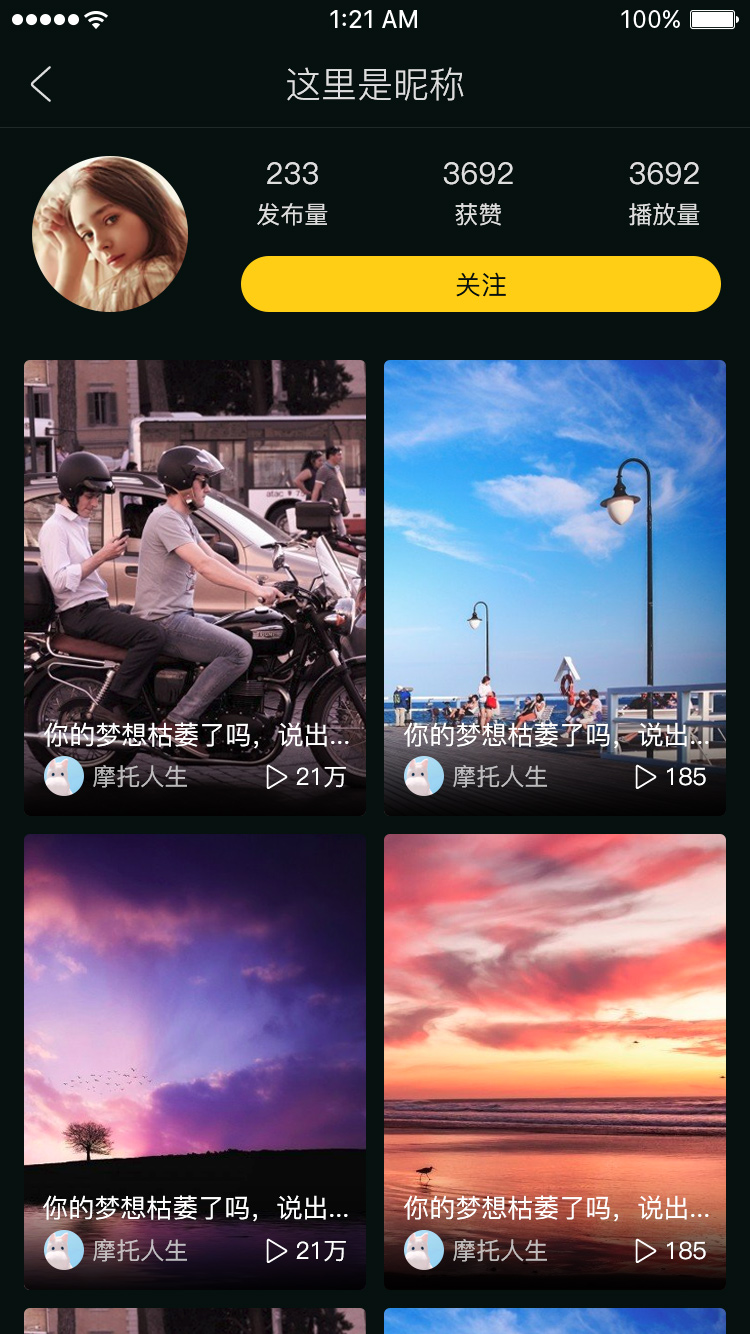 1:21 AM
100%
这里是昵称
233
3692
3692
发布量
获赞
播放量
关注
atac
你的梦想枯萎了吗，说出...
摩托人生
21万
你的梦想枯萎了吗，说出...
摩托人生
185
你的梦想枯萎了吗，说出...
摩托人生
21万
你的梦想枯萎了吗，说出...
摩托人生
185